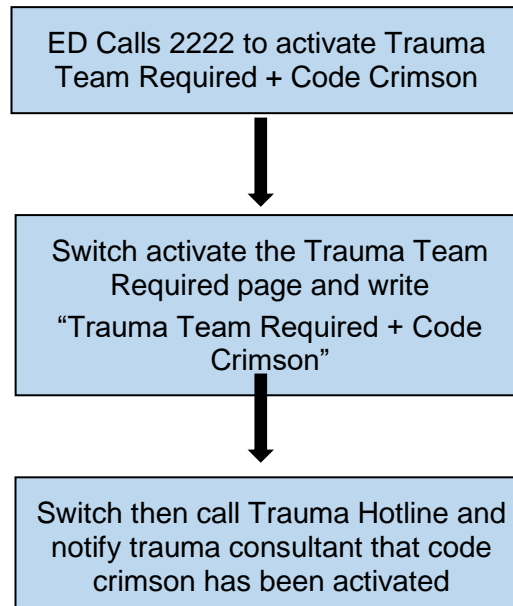 ED Calls 2222 to activate Trauma
Team Required + Code Crimson
Switch activate the Trauma Team
Required page and write
“Trauma Team Required + Code
Crimson”
Switch then call Trauma Hotline and
notify trauma consultant that code
crimson has been activated